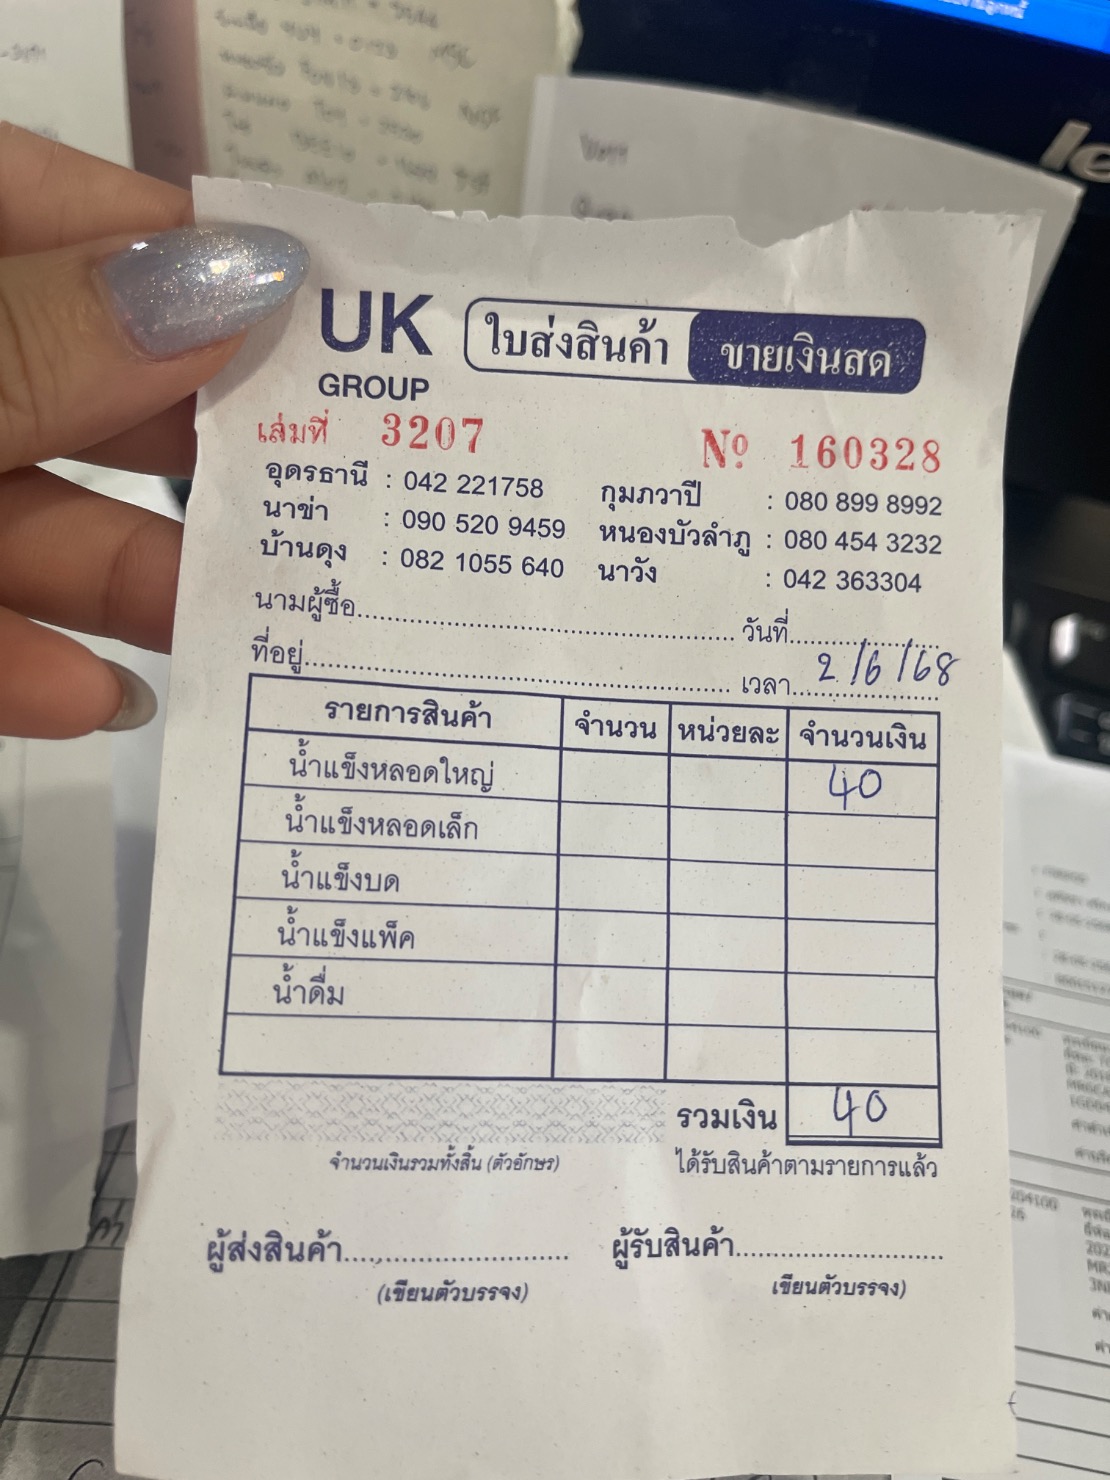 UK
GROUP
ใบส่งสินค้า ขายเงินสด
เล่มที่ 3207 Nº 160328
อุดรธานี : 042 221758 กุมภวาปี : 080 899 8992
นาข่า : 090 520 9459 หนองบัวลำภู : 080 454 3232
บ้านดุง : 082 1055 640 นาวัง : 042 363304
นามผู้ซื้อ วันที่
ที่อยู่ เวลา 2/6/68
รายการสินค้า จำนวน หน่วยละ จำนวนเงิน
น้ำแข็งหลอดใหญ่ 40
น้ำแข็งหลอดเล็ก
น้ำแข็งบด
น้ำแข็งแพ็ค
น้ำดื่ม
รวมเงิน 40
จำนวนเงินรวมทั้งสิ้น (ตัวอักษร) ได้รับสินค้าตามรายการแล้ว
ผู้ส่งสินค้า ผู้รับสินค้า
(เขียนตัวบรรจง) เขียนตัวบรรจง)